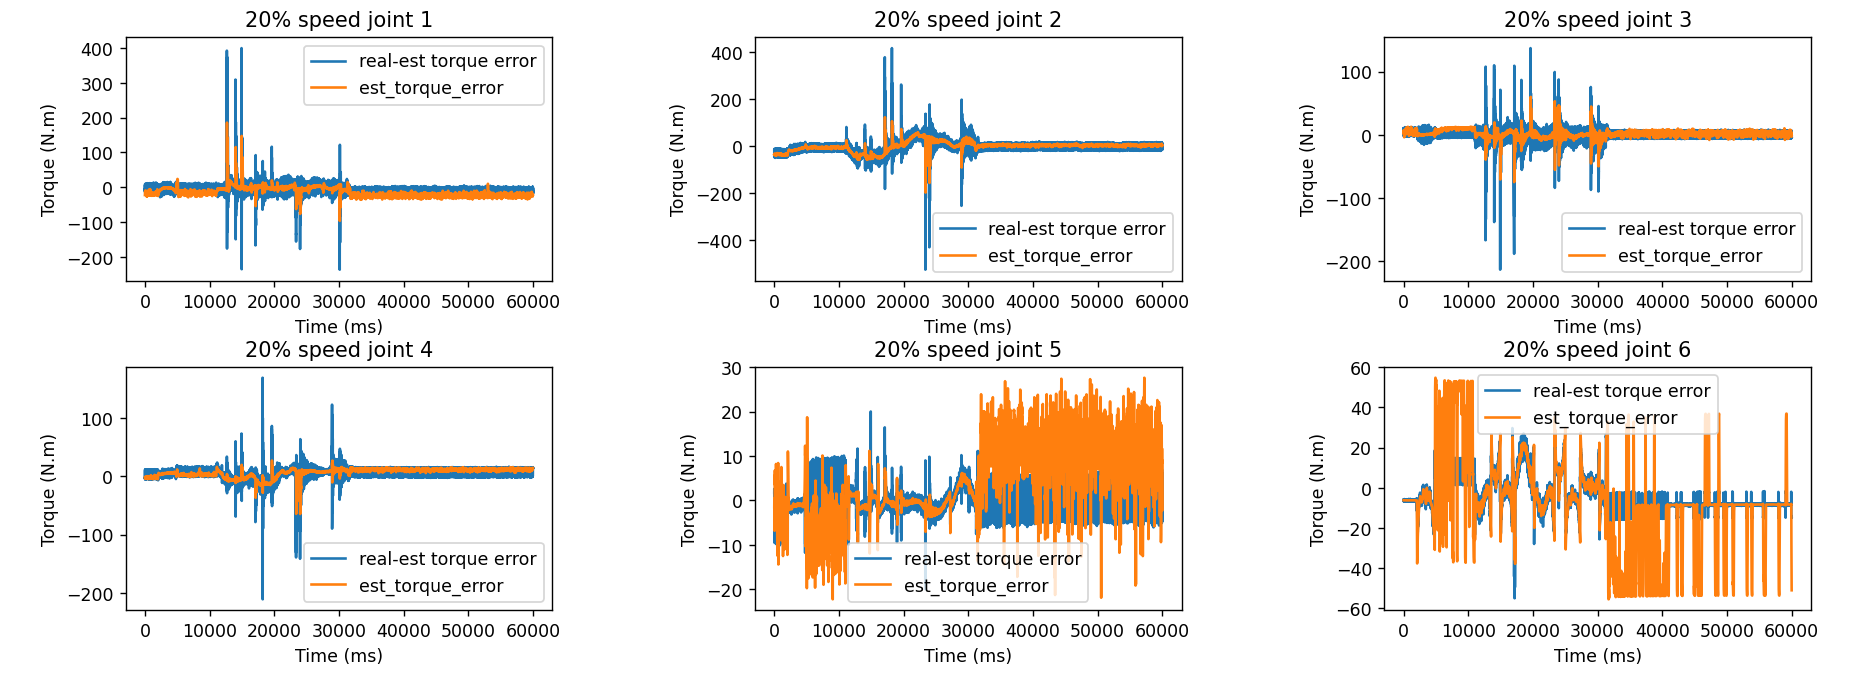 20% speed joint 1
400
300
200
100
0
−100
−200
Torque (N.m)
real-est torque error
est_torque_error
0 10000 20000 30000 40000 50000 60000
Time (ms)
20% speed joint 2
400
200
0
−200
−400
Torque (N.m)
real-est torque error
est_torque_error
0 10000 20000 30000 40000 50000 60000
Time (ms)
20% speed joint 3
100
0
−100
−200
Torque (N.m)
real-est torque error
est_torque_error
0 10000 20000 30000 40000 50000 60000
Time (ms)
20% speed joint 4
100
0
−100
−200
Torque (N.m)
real-est torque error
est_torque_error
0 10000 20000 30000 40000 50000 60000
Time (ms)
20% speed joint 5
30
20
10
0
−10
−20
Torque (N.m)
real-est torque error
est_torque_error
0 10000 20000 30000 40000 50000 60000
Time (ms)
20% speed joint 6
60
40
20
0
−20
−40
−60
Torque (N.m)
real-est torque error
est_torque_error
0 10000 20000 30000 40000 50000 60000
Time (ms)